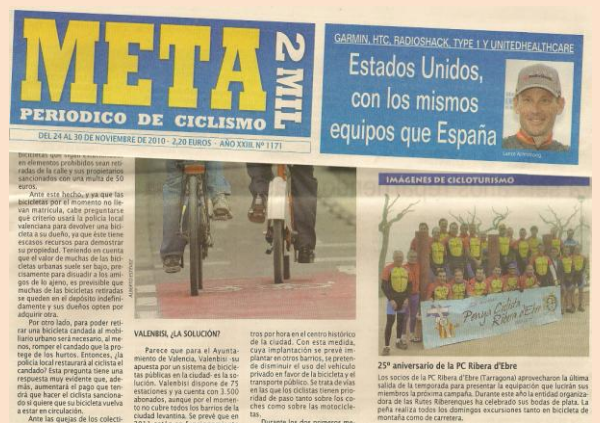 META
2 MIL
PERIODICO DE CICLISMO
DEL 24 AL 30 DE NOVIEMBRE DE 2010 - 2,20 EUROS · AÑO XXIII. Nº 1171
GARMIN, HTC, RADIOSHACK, TYPE 1 Y UNITEDHEALTHCARE
Estados Unidos,
con los mismos
equipos que España
en elementos prohibidos sean reti-
radas de la calle y sus propietarios
sancionados con una multa de 50
euros.
Ante este hecho, y ya que las
bicicletas por el momento no lle-
van matrícula, cabe preguntarse
qué criterio usará la policía local
valenciana para devolver una bici-
cleta a su dueño, ya que éste tiene
escasos recursos para demostrar
su propiedad. Teniendo en cuenta
que el valor de muchas de las bici-
cletas urbanas suele ser bajo, pre-
cisamente para disuadir a los ami-
gos de lo ajeno, es previsible que
muchas de las bicicletas retiradas
se queden en el depósito indefini-
damente y sus dueños opten por
adquirir otra.
Por otro lado, para poder reti-
rar una bicicleta candada al mobi-
liario urbano será necesario, al me-
nos, romper el candado que la pro-
tege de los hurtos. Entonces, ¿la
policía local restaurará al ciclista el
candado? Esta pregunta tiene una
respuesta muy evidente que, ade-
más, aumentará el pago que ten-
drá que hacer el ciclista sanciona-
do si quiere que su bicicleta vuelva
a estar en circulación.
Ante las quejas de los colecti-
VALENBISI, ¿LA SOLUCIÓN?
Parece que para el Ayunta-
miento de Valencia, Valenbisi -su
apuesta por un sistema de bicicle-
tas públicas en la ciudad- es la so-
lución. Valenbisi dispone de 75
estaciones y ya cuenta con 3.500
abonados, aunque por el momen-
to no cubre todos los barrios de la
ciudad levantina. Se prevé que en
tros por hora en el centro histórico
de la ciudad. Con esta medida,
cuya implantación se prevé im-
plantar en otros barrios, se preten-
de disminuir el uso del vehículo
privado en favor de la bicicleta y el
transporte público. Se trata de vías
en las que los ciclistas tienen prio-
ridad de paso tanto sobre los co-
ches como sobre las motocicle-
tas.
IMÁGENES DE CICLOTURISMO
Penya Ciclista
Ribera d'Ebre
25º aniversario de la PC Ribera d'Ebre
Los socios de la PC Ribera d'Ebre (Tarragona) aprovecharon la última
salida de la temporada para presentar la equipación que lucirán sus
miembros la próxima campaña. Durante este año la entidad organiza-
dora de las Rutes Riberenques ha celebrado sus bodas de plata. La
peña realiza todos los domingos excursiones tanto en bicicleta de
montaña como de carretera.